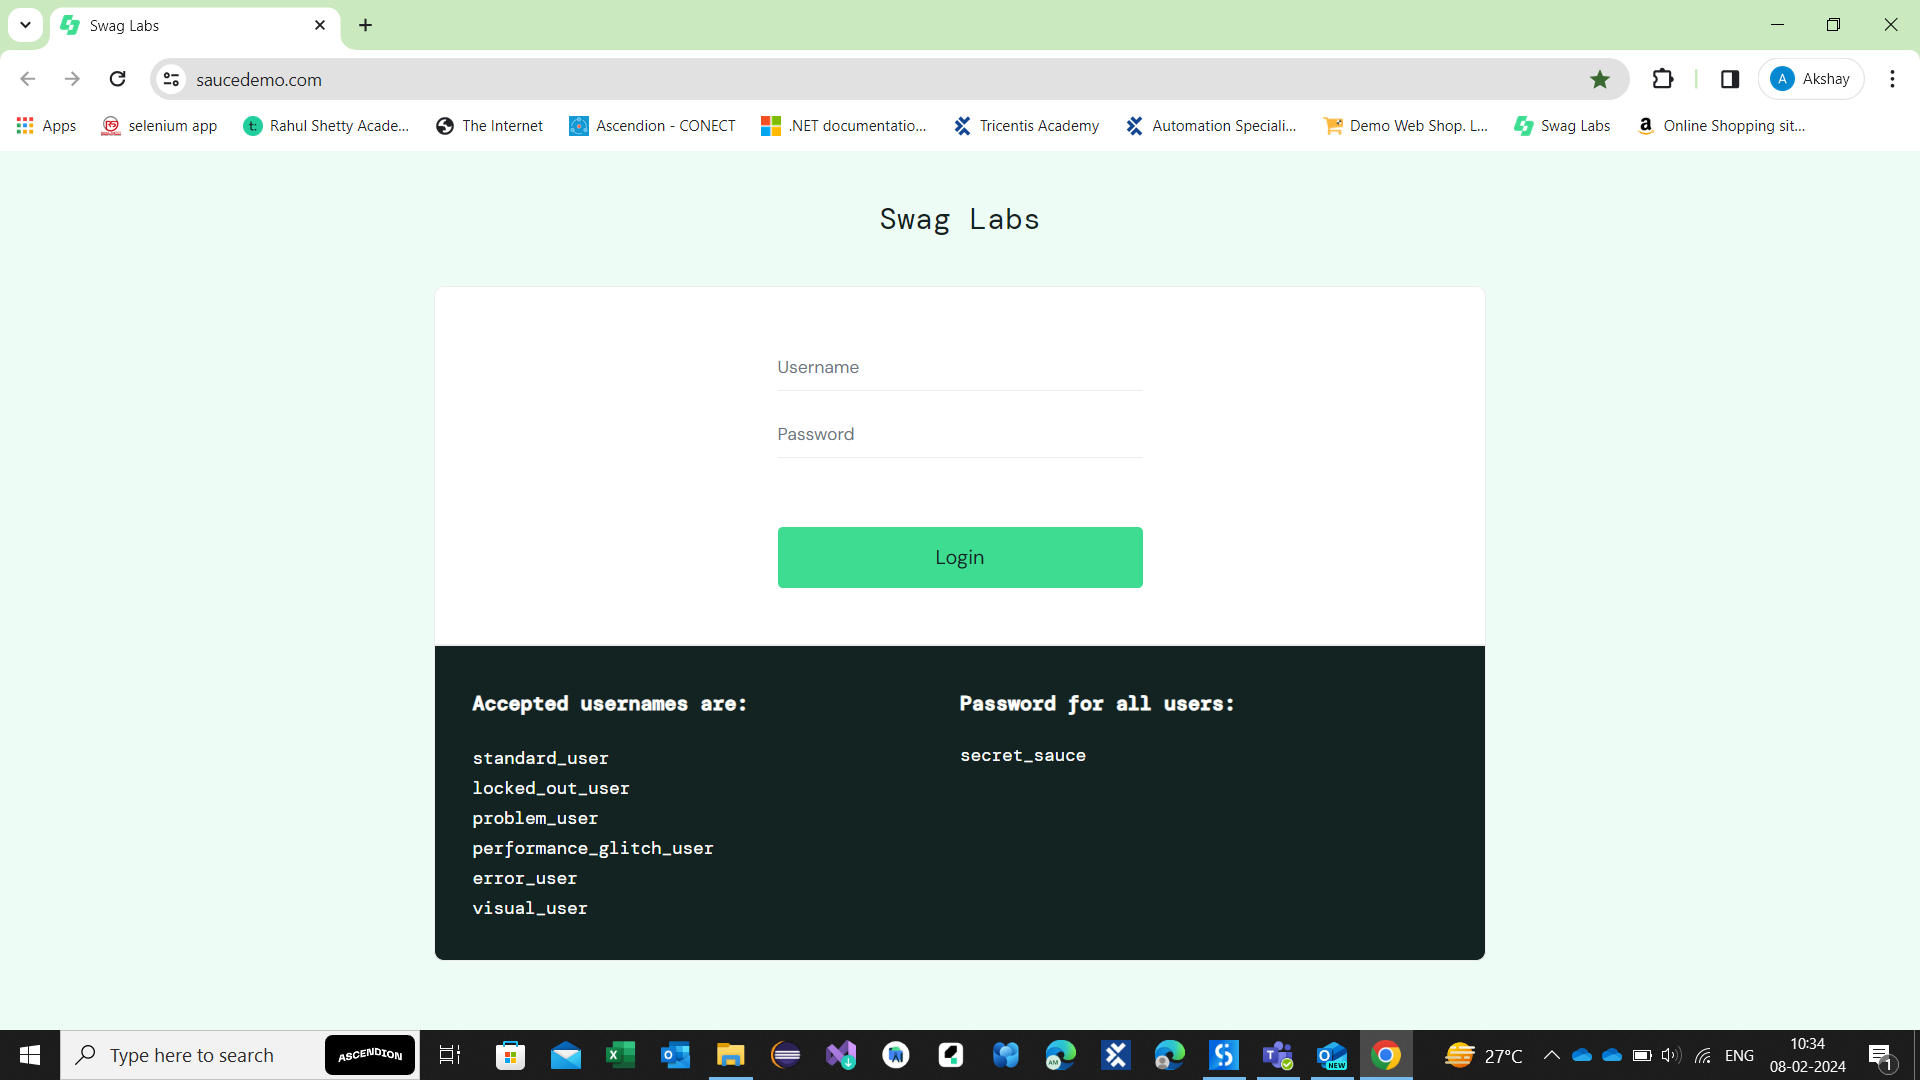 Swag Labs
saucedemo.com
A Akshay
Apps selenium app t: Rahul Shetty Acade... The Internet Ascendion - CONECT .NET documentatio... Tricentis Academy Automation Speciali... Demo Web Shop. L... Swag Labs a Online Shopping sit...
Swag Labs
Username
Password
Login
Accepted usernames are:
standard_user
locked_out_user
problem_user
performance_glitch_user
error_user
visual_user
Password for all users:
secret_sauce
Type here to search ASCENDION
27°C ENG
10:34
08-02-2024
1